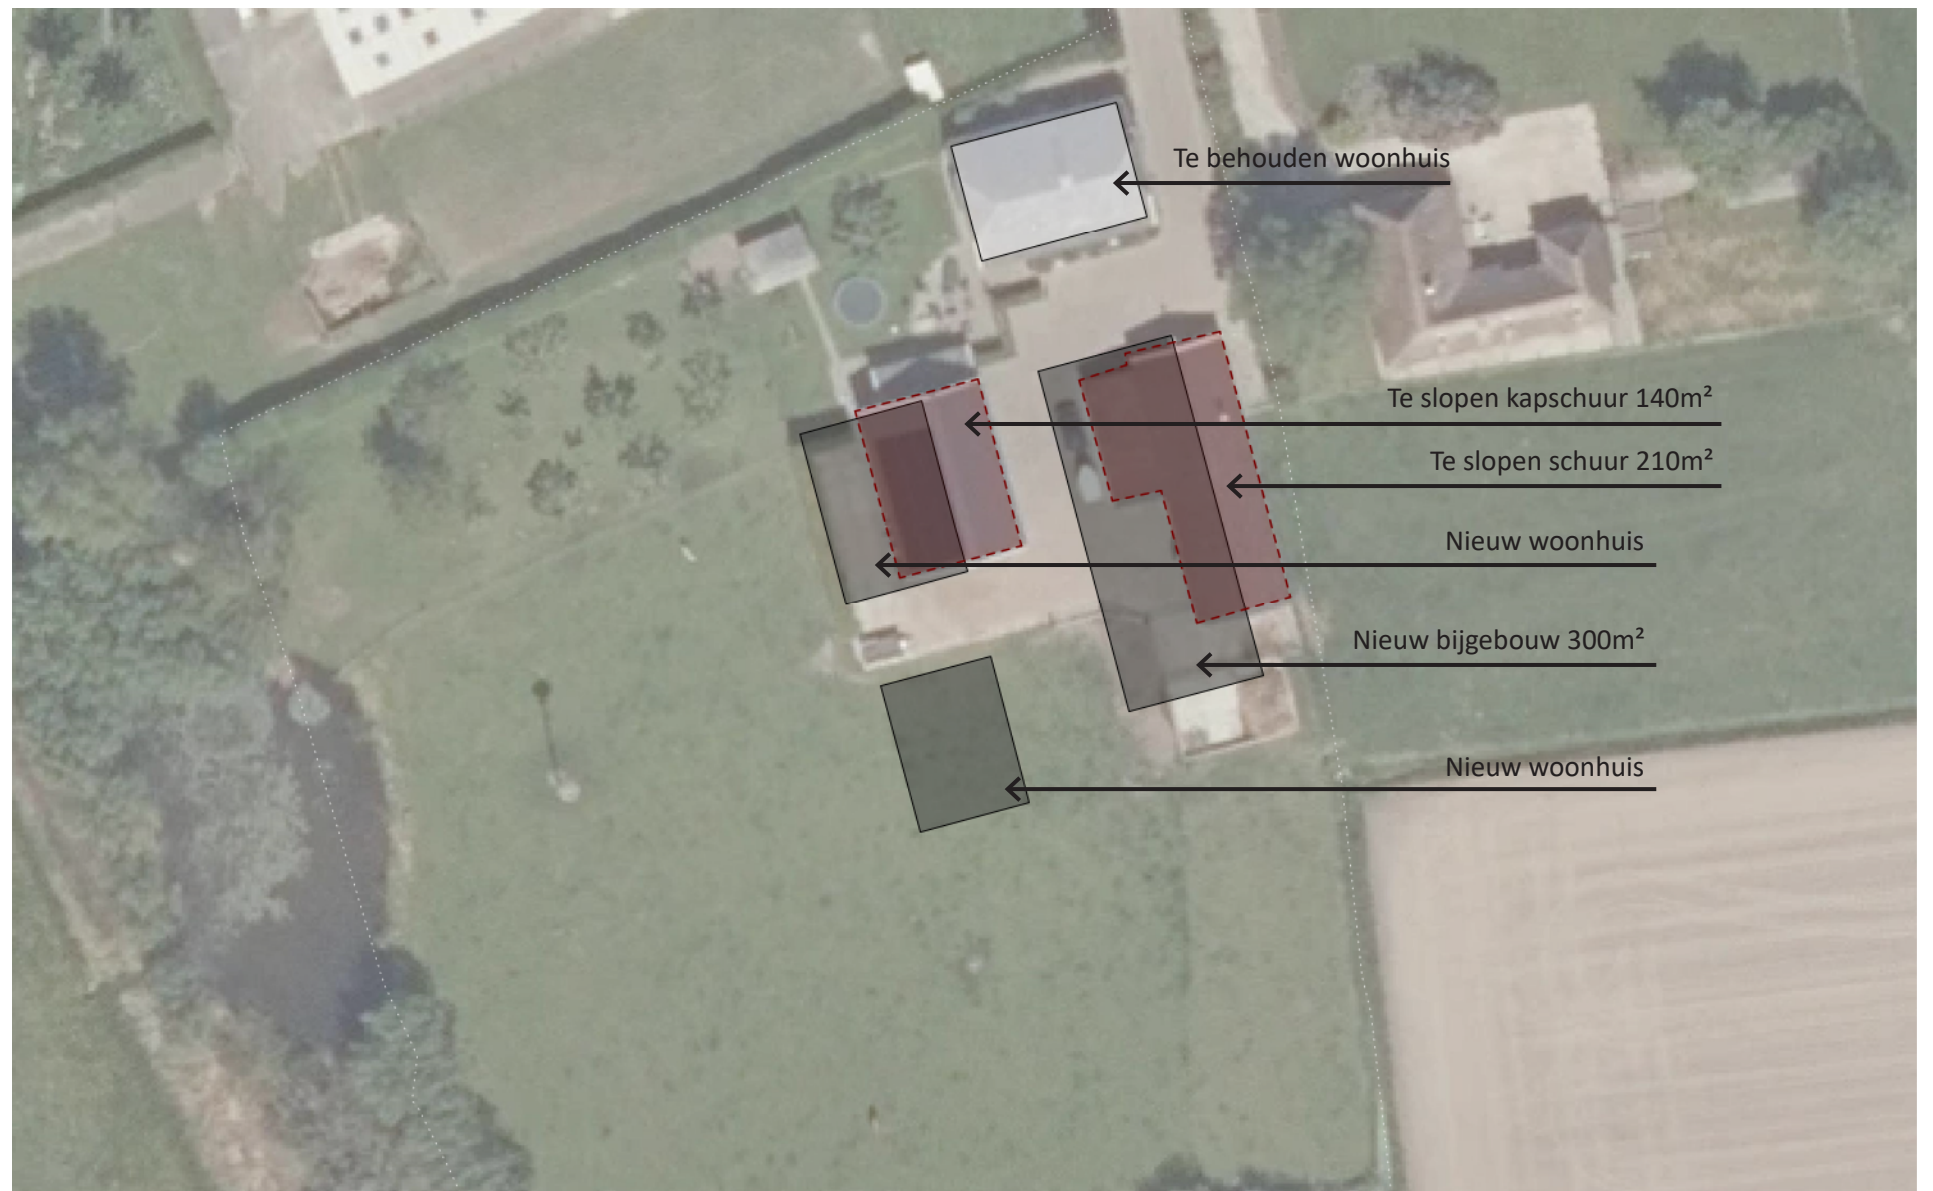 Te behouden woonhuis
Te slopen kapschuur 140m²
Te slopen schuur 210m²
Nieuw woonhuis
Nieuw bijgebouw 300m²
Nieuw woonhuis